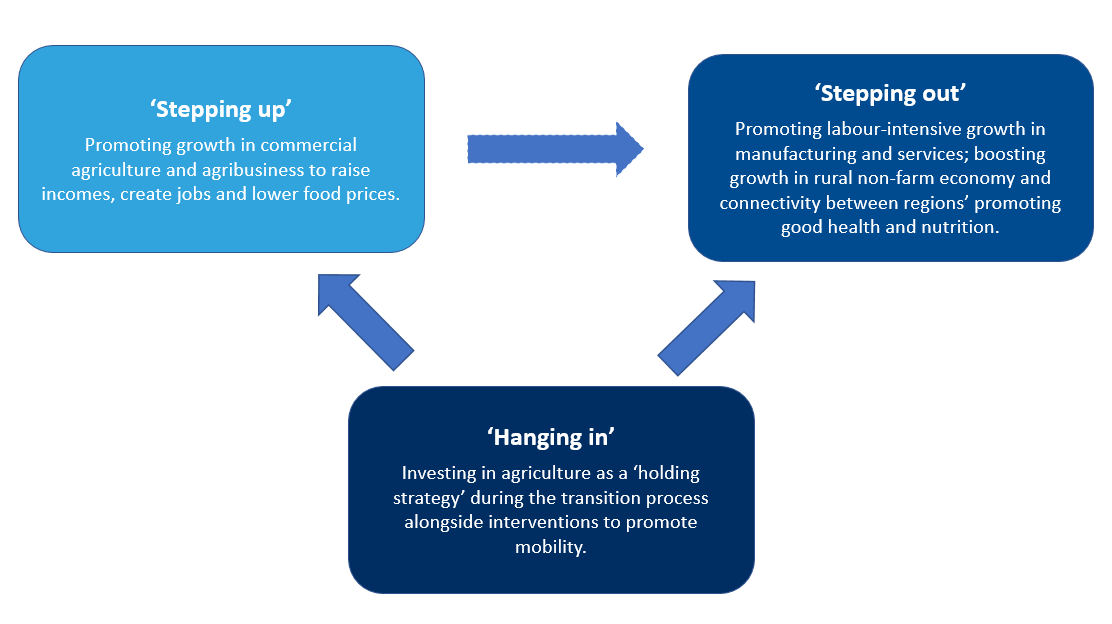 ‘Stepping up’
Promoting growth in commercial
agriculture and agribusiness to raise
incomes, create jobs and lower food prices.
‘Stepping out’
Promoting labour-intensive growth in
manufacturing and services; boosting
growth in rural non-farm economy and
connectivity between regions’ promoting
good health and nutrition.
‘Hanging in’
Investing in agriculture as a ‘holding
strategy’ during the transition process
alongside interventions to promote
mobility.